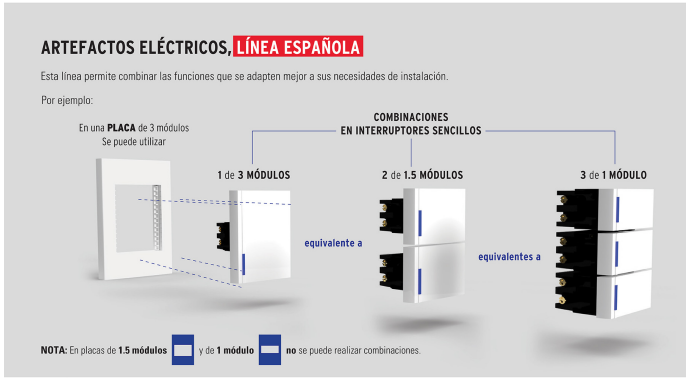 ARTEFACTOS ELÉCTRICOS, LÍNEA ESPAÑOLA
Esta línea permite combinar las funciones que se adapten mejor a sus necesidades de instalación.
Por ejemplo:
En una PLACA de 3 módulos
Se puede utilizar
COMBINACIONES
EN INTERRUPTORES SENCILLOS
1 de 3 MÓDULOS
2 de 1.5 MÓDULOS
3 de 1 MÓDULO
equivalente a
equivalentes a
NOTA: En placas de 1.5 módulos y de 1 módulo no se puede realizar combinaciones.